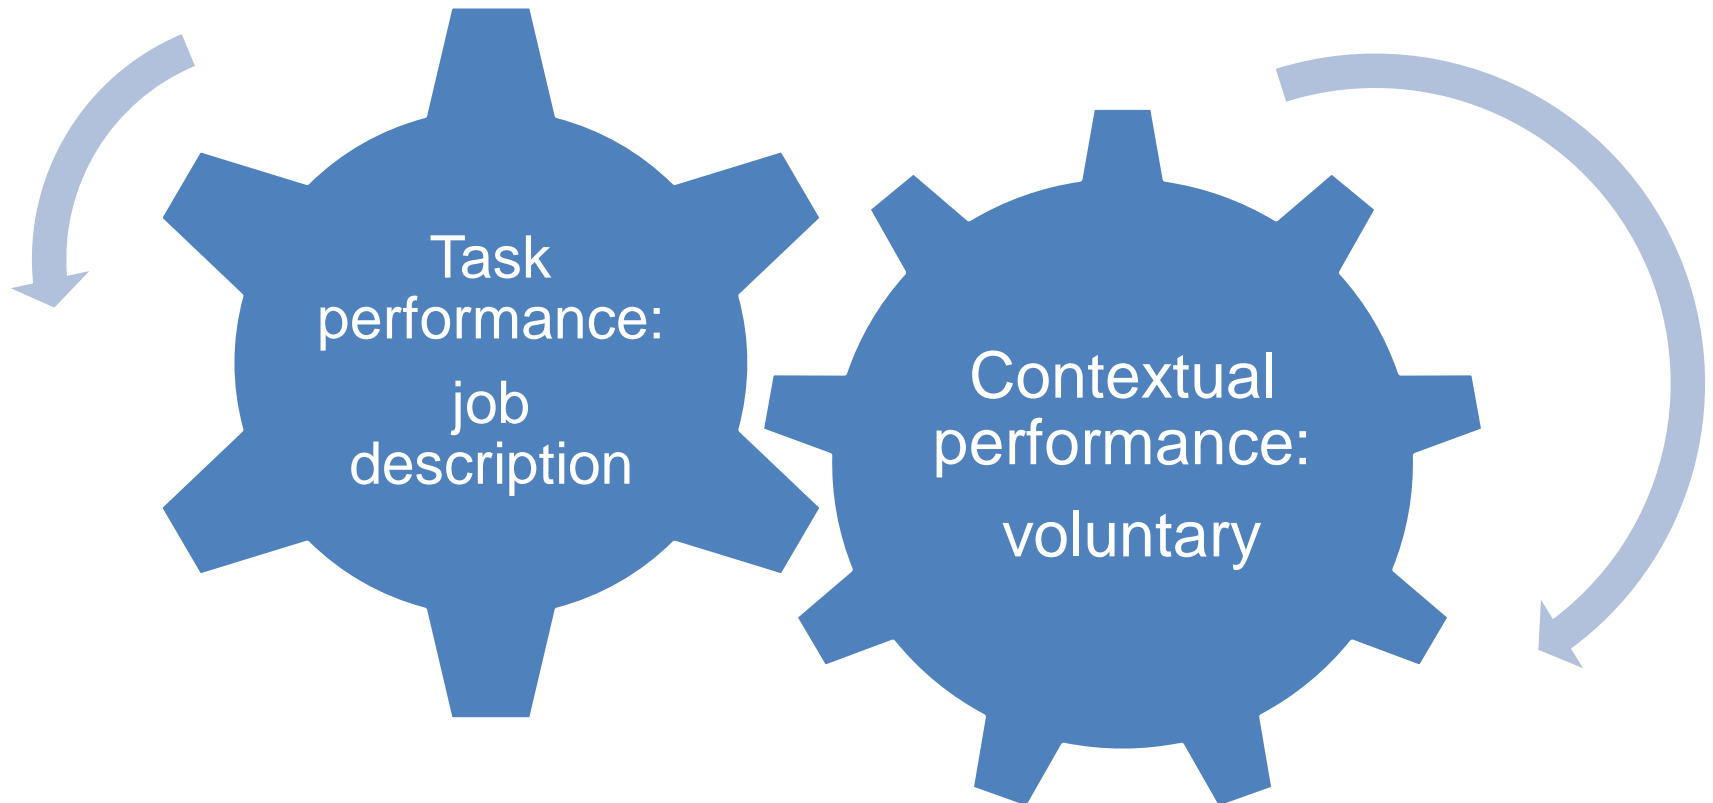 Task
performance:
job
description
Contextual
performance:
voluntary